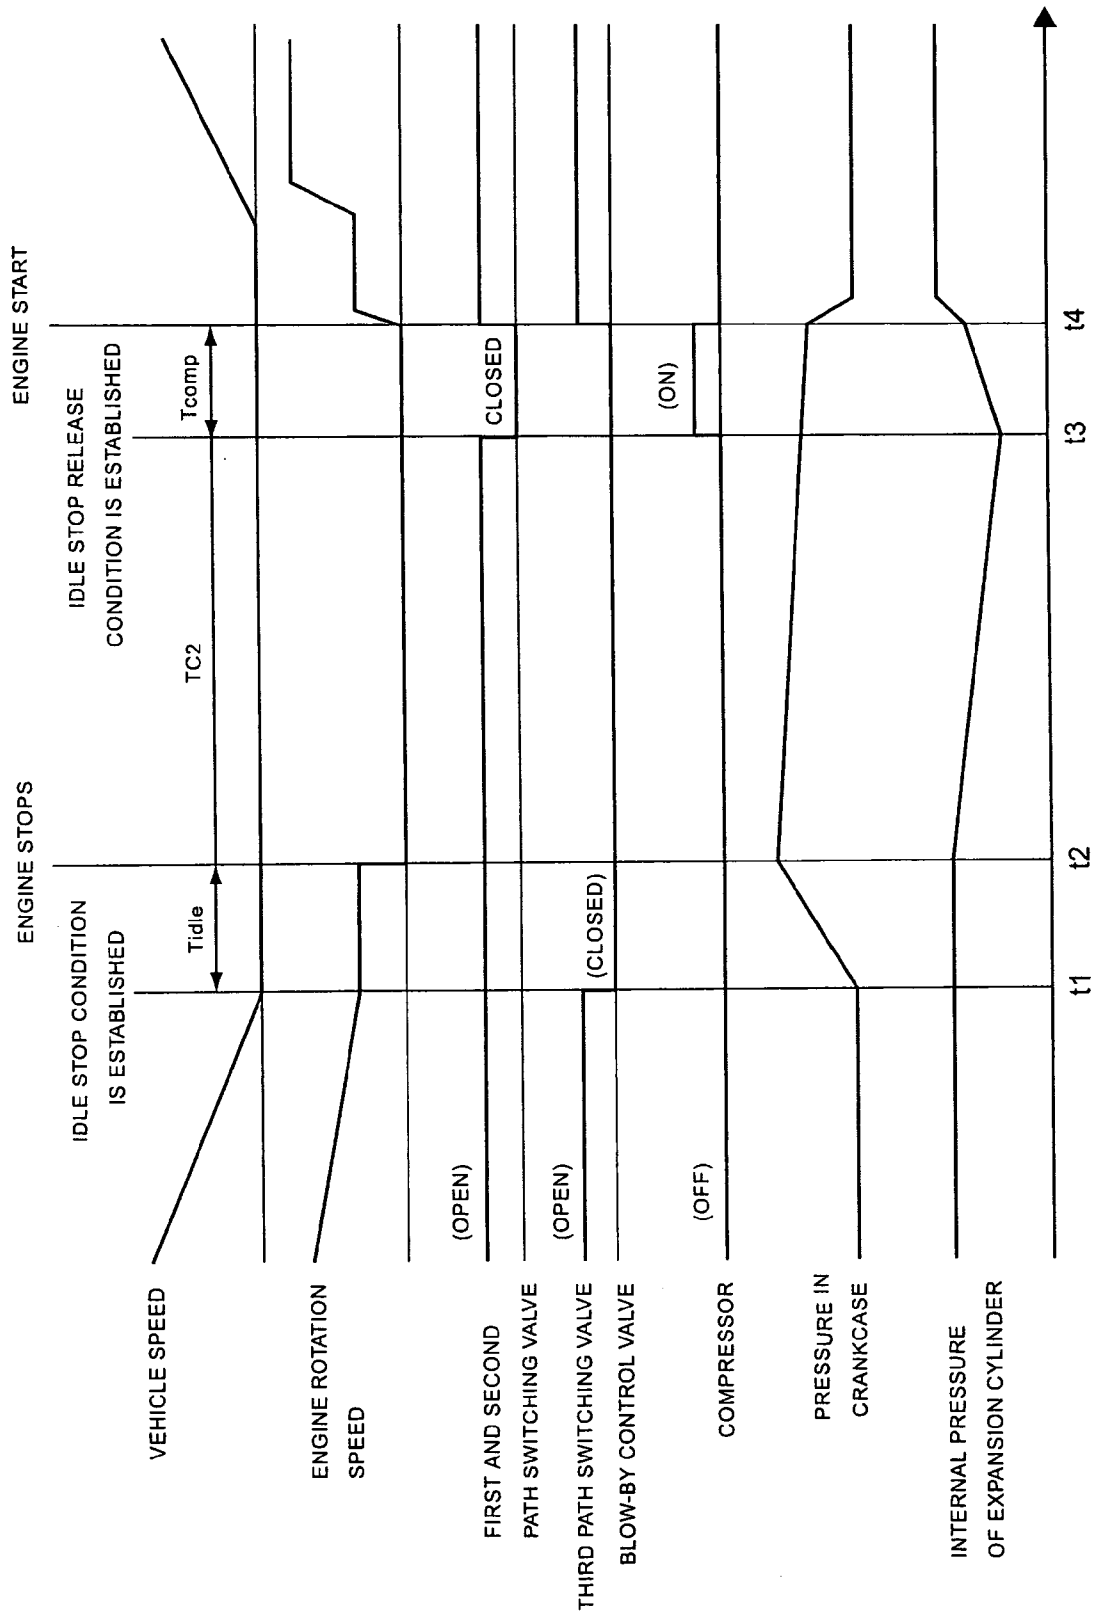 IDLE STOP CONDITION
IS ESTABLISHED
ENGINE STOPS
IDLE STOP RELEASE
CONDITION IS ESTABLISHED
ENGINE START
Tidle
TC2
Tcomp
VEHICLE SPEED
ENGINE ROTATION
SPEED
FIRST AND SECOND
PATH SWITCHING VALVE
(OPEN)
CLOSED
THIRD PATH SWITCHING VALVE
BLOW-BY CONTROL VALVE
(OPEN)
(CLOSED)
COMPRESSOR
(OFF)
(ON)
PRESSURE IN
CRANKCASE
INTERNAL PRESSURE
OF EXPANSION CYLINDER
t1
t2
t3
t4